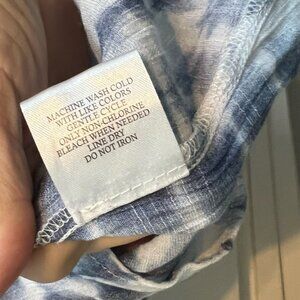 MACHINE WASH COLD
WITH LIKE COLORS
GENTLE CYCLE
ONLY NON-CHLORINE
BLEACH WHEN NEEDED
LINE DRY
DO NOT IRON